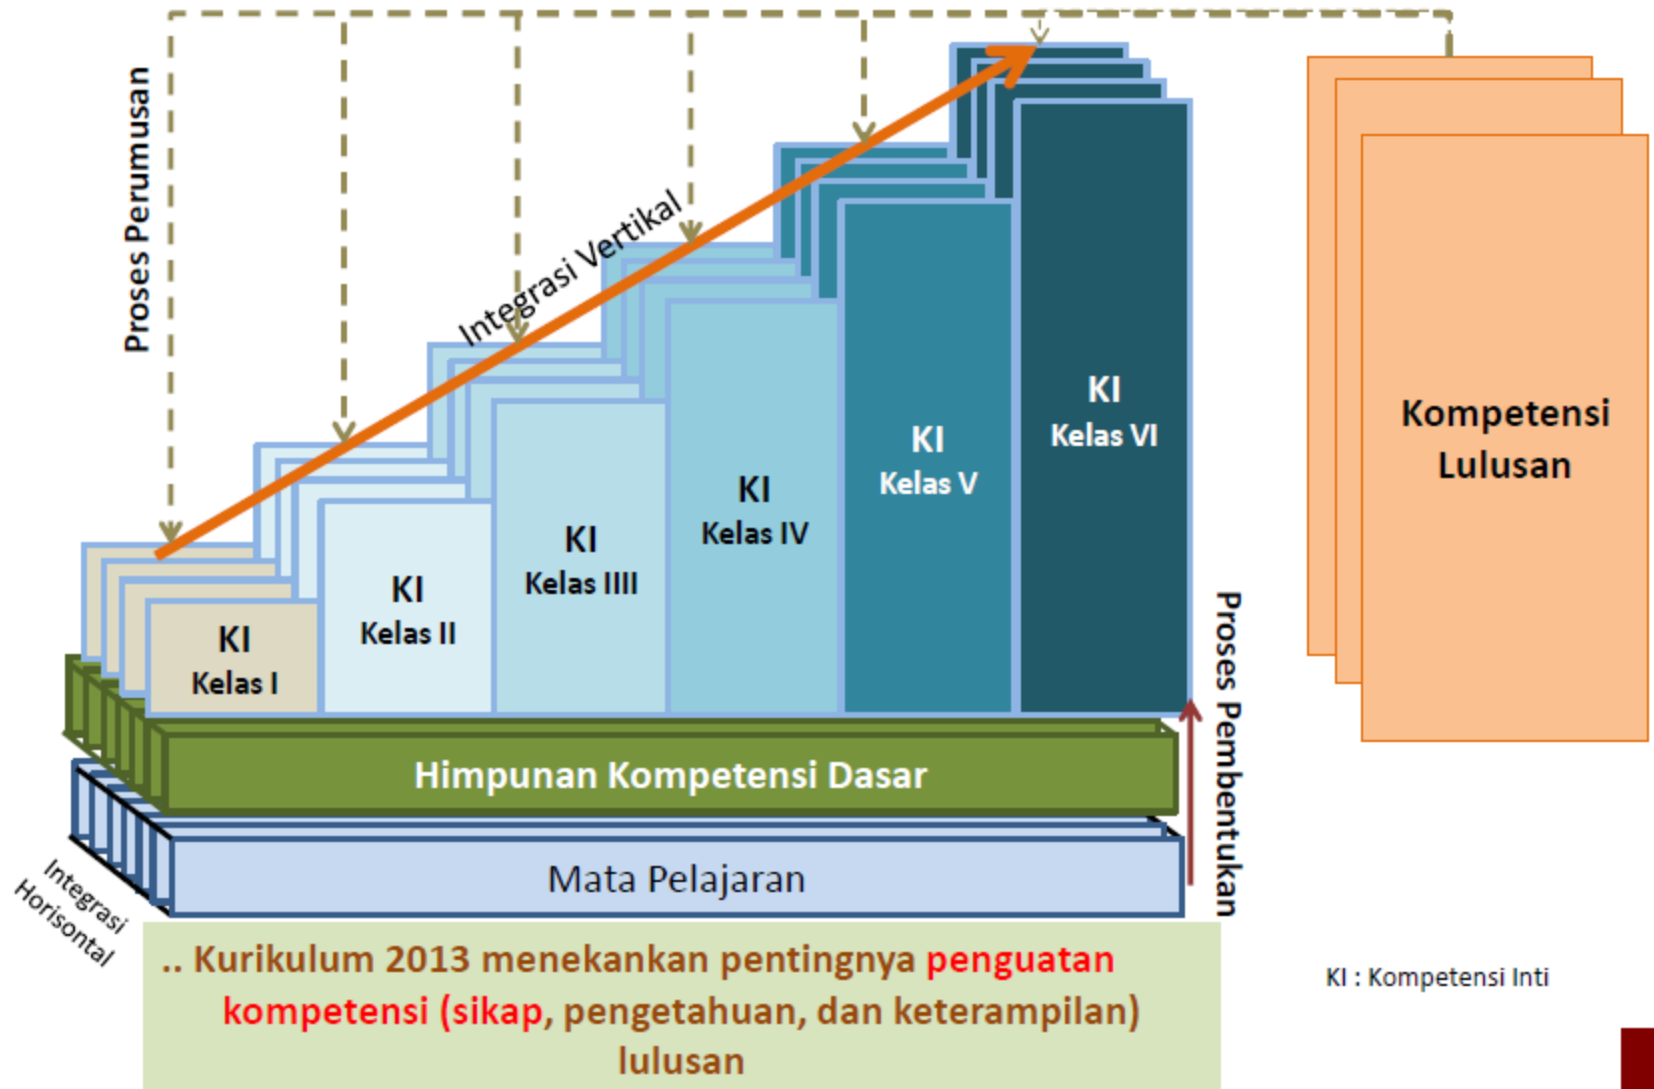 Proses Perumusan
Integrasi Vertikal
KI
Kelas I
KI
Kelas II
KI
Kelas IIII
KI
Kelas IV
KI
Kelas V
KI
Kelas VI
Kompetensi
Lulusan
Proses Pembentukan
Himpunan Kompetensi Dasar
Mata Pelajaran
Integrasi
Horisontal
.. Kurikulum 2013 menekankan pentingnya penguatan
kompetensi (sikap, pengetahuan, dan keterampilan)
lulusan
KI : Kompetensi Inti